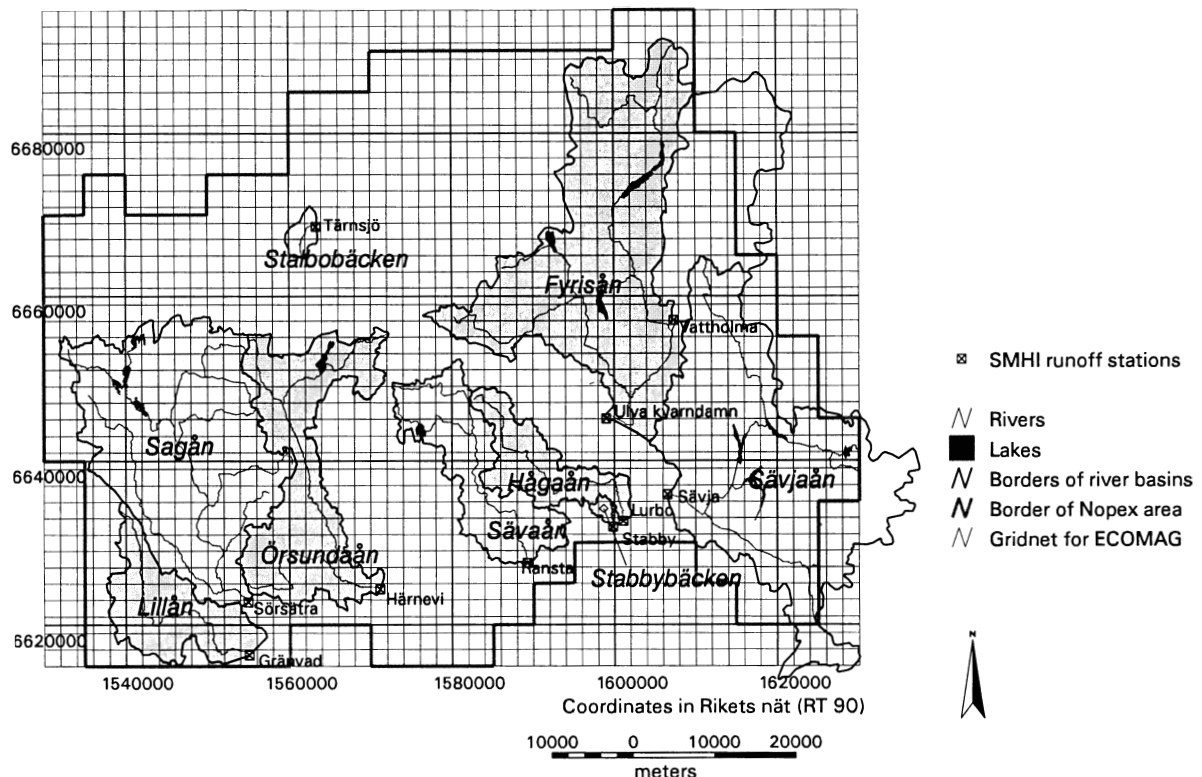 6680000
Tärnsjö
Stalbobäcken
Fyrisån
6660000
Vattholma
SMHI runoff stations
Ulva kvarndamn
Rivers
Sagån
Lakes
6640000
Hågaån
Sävjaån
Borders of river basins
Sävja
Lurbo
Border of Nopex area
Sävaån
Stabby
Gridnet for ECOMAG
Örsundaån
Ransta
Stabbybäcken
Härnevi
Lillån
Sörsätra
6620000
Gränvad
N
1540000 1560000 1580000 1600000 1620000
Coordinates in Rikets nät (RT 90)
10000 0 10000 20000
meters